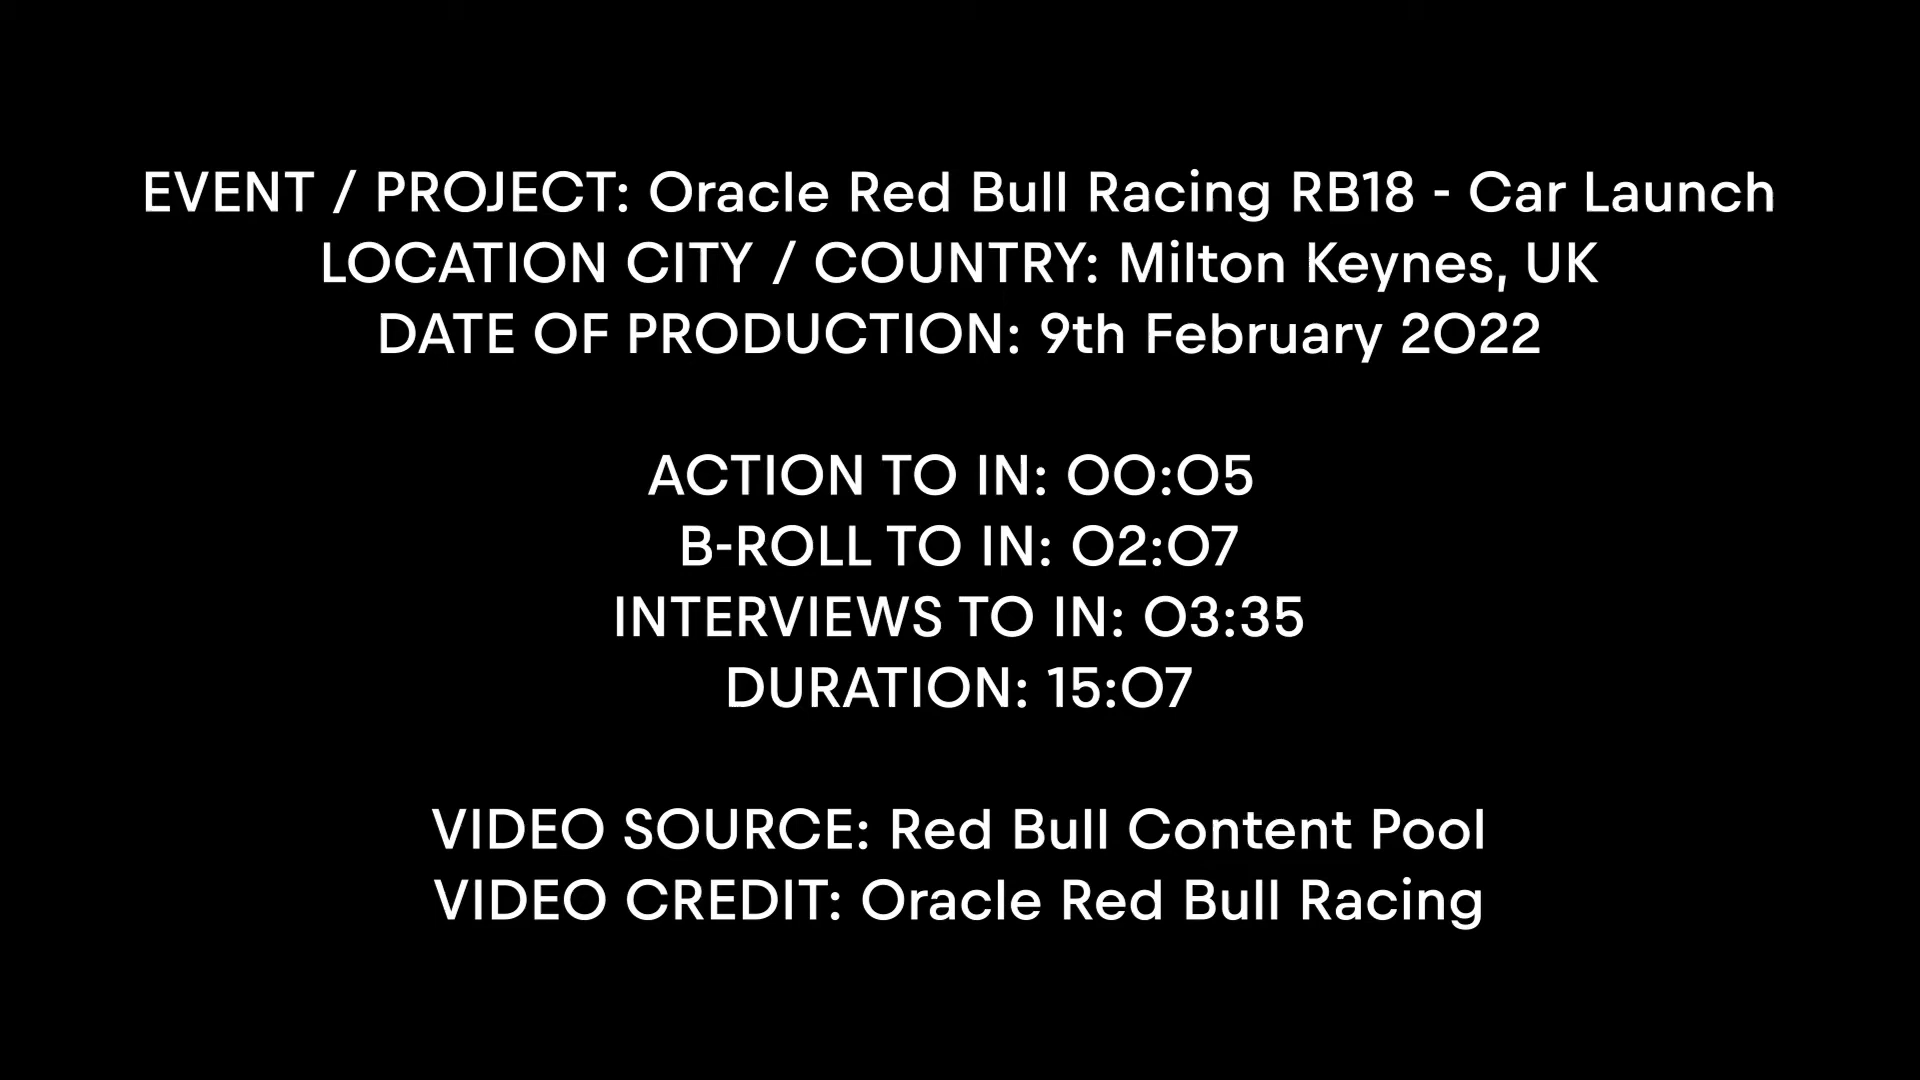 EVENT / PROJECT: Oracle Red Bull Racing RB18 - Car Launch
LOCATION CITY / COUNTRY: Milton Keynes, UK
DATE OF PRODUCTION: 9th February 2022
ACTION TO IN: 00:05
B-ROLL TO IN: 02:07
INTERVIEWS TO IN: 03:35
DURATION: 15:07
VIDEO SOURCE: Red Bull Content Pool
VIDEO CREDIT: Oracle Red Bull Racing